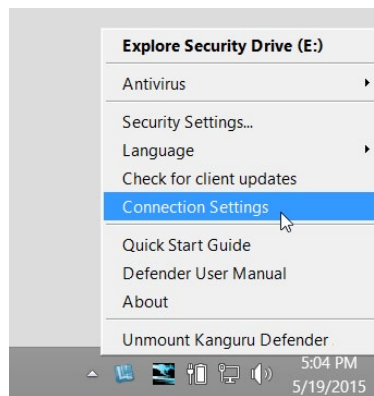 Explore Security Drive (E:)
Antivirus
Security Settings...
Language
Check for client updates
Connection Settings
Quick Start Guide
Defender User Manual
About
Unmount Kanguru Defender
5:04 PM
5/19/2015